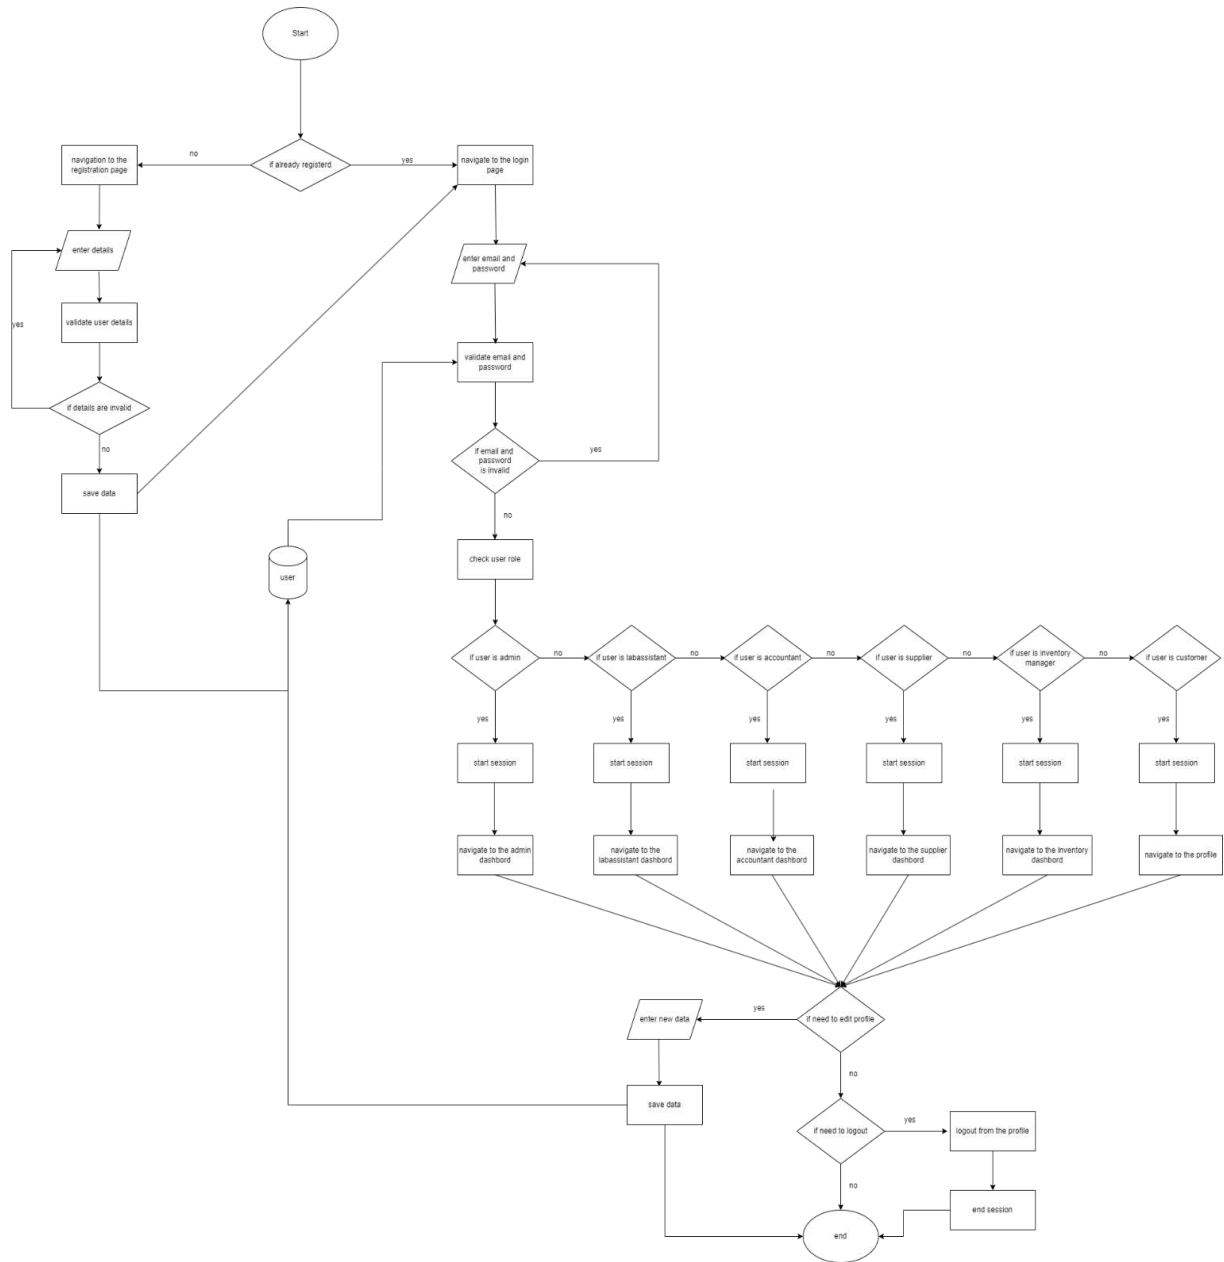 Start
navigation to the
registration page
no
if already registerd
yes
navigate to the login
page
enter details
enter email and
password
yes
validate user details
validate email and
password
if details are invalid
no
if email and
password
is invalid
yes
save data
no
check user role
user
if user is admin
no
if user is labassistant
no
if user is accountant
no
if user is supplier
no
if user is inventory
manager
no
if user is customer
yes
yes
yes
yes
yes
yes
start session
start session
start session
start session
start session
start session
navigate to the admin
dashbord
navigate to the
labassistant dashbord
navigate to the
accountant dashbord
navigate to the supplier
dashbord
navigate to the inventory
dashbord
navigate to the profile
enter new data
yes
if need to edit profile
no
save data
if need to logout
yes
logout from the profile
no
end session
end